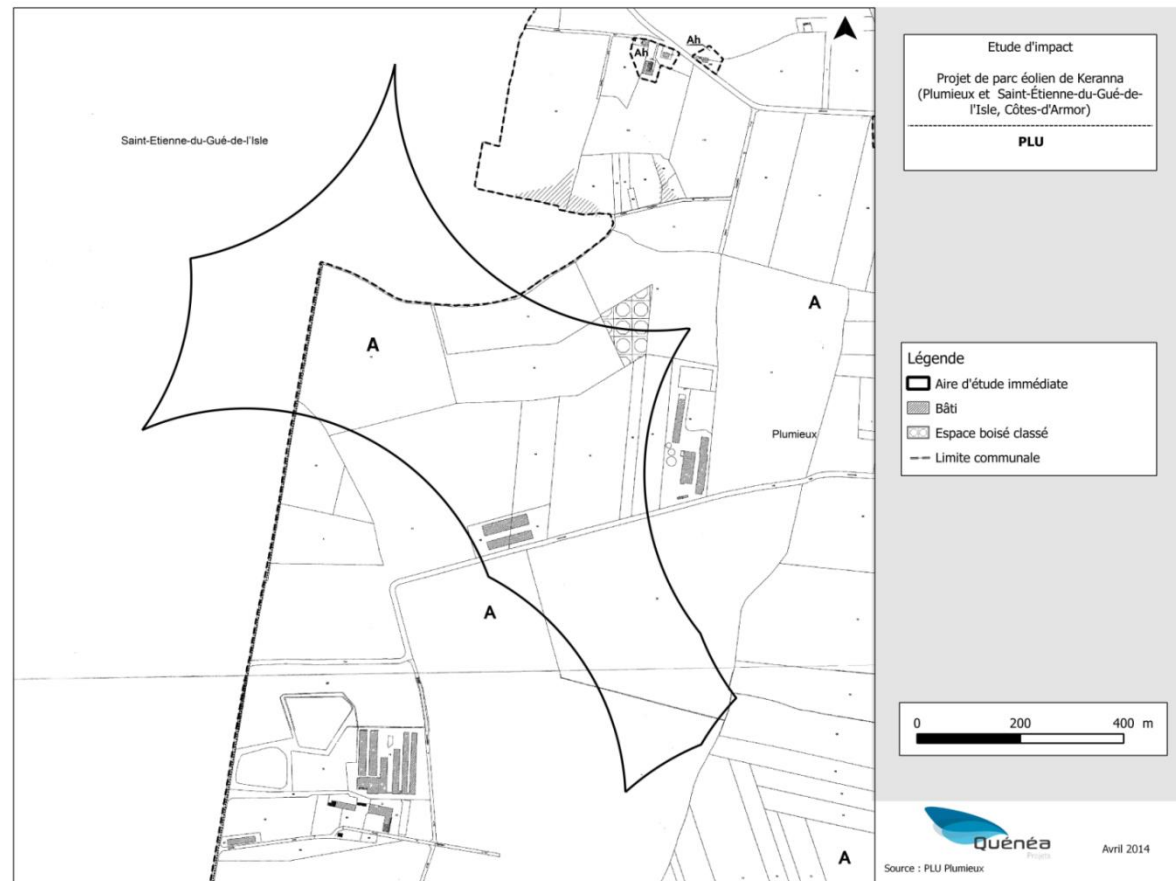 Ah
Ah
Saint-Etienne-du-Gué-de-l'Isle
A
A
Plumieux
A
A
Etude d'impact
Projet de parc éolien de Keranna
(Plumieux et Saint-Étienne-du-Gué-de-
l'Isle, Côtes-d'Armor)
PLU
Légende
Aire d'étude immédiate
Bâti
Espace boisé classé
Limite communale
0 200 400 m
Quénéa
Projets
Avril 2014
Source : PLU Plumieux